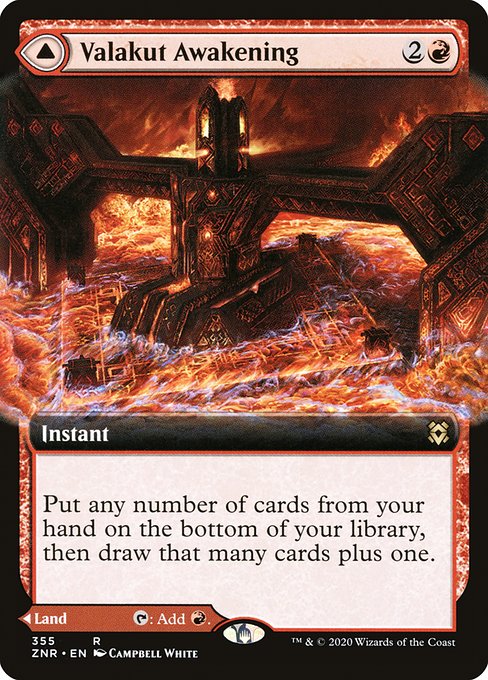 Valakut Awakening 2
Instant
Put any number of cards from your
hand on the bottom of your library,
then draw that many cards plus one.
Land : Add .
355 R
ZNR • EN CAMPBELL WHITE
™ & © 2020 Wizards of the Coast